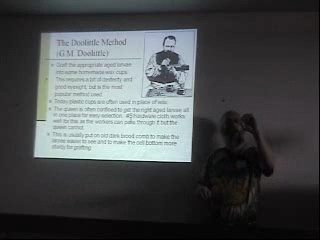 The Doolittle Method
(G.M. Doolittle)
Graft the appropriate aged larvae
into some homemade wax cups.
This requires a lot of dexterity and
good eyesight, but is the most
popular method used
Today plastic cups are often used in place of wax.
The queen is often confined to get the right aged larvae all
in one place for easy selection. #5 hardware cloth works
well for this as the workers can pass through it but the
queen cannot.
This is usually put on old dark brood comb to make the
larvae easier to see and to make the cell bottom more
sturdy for grafting.